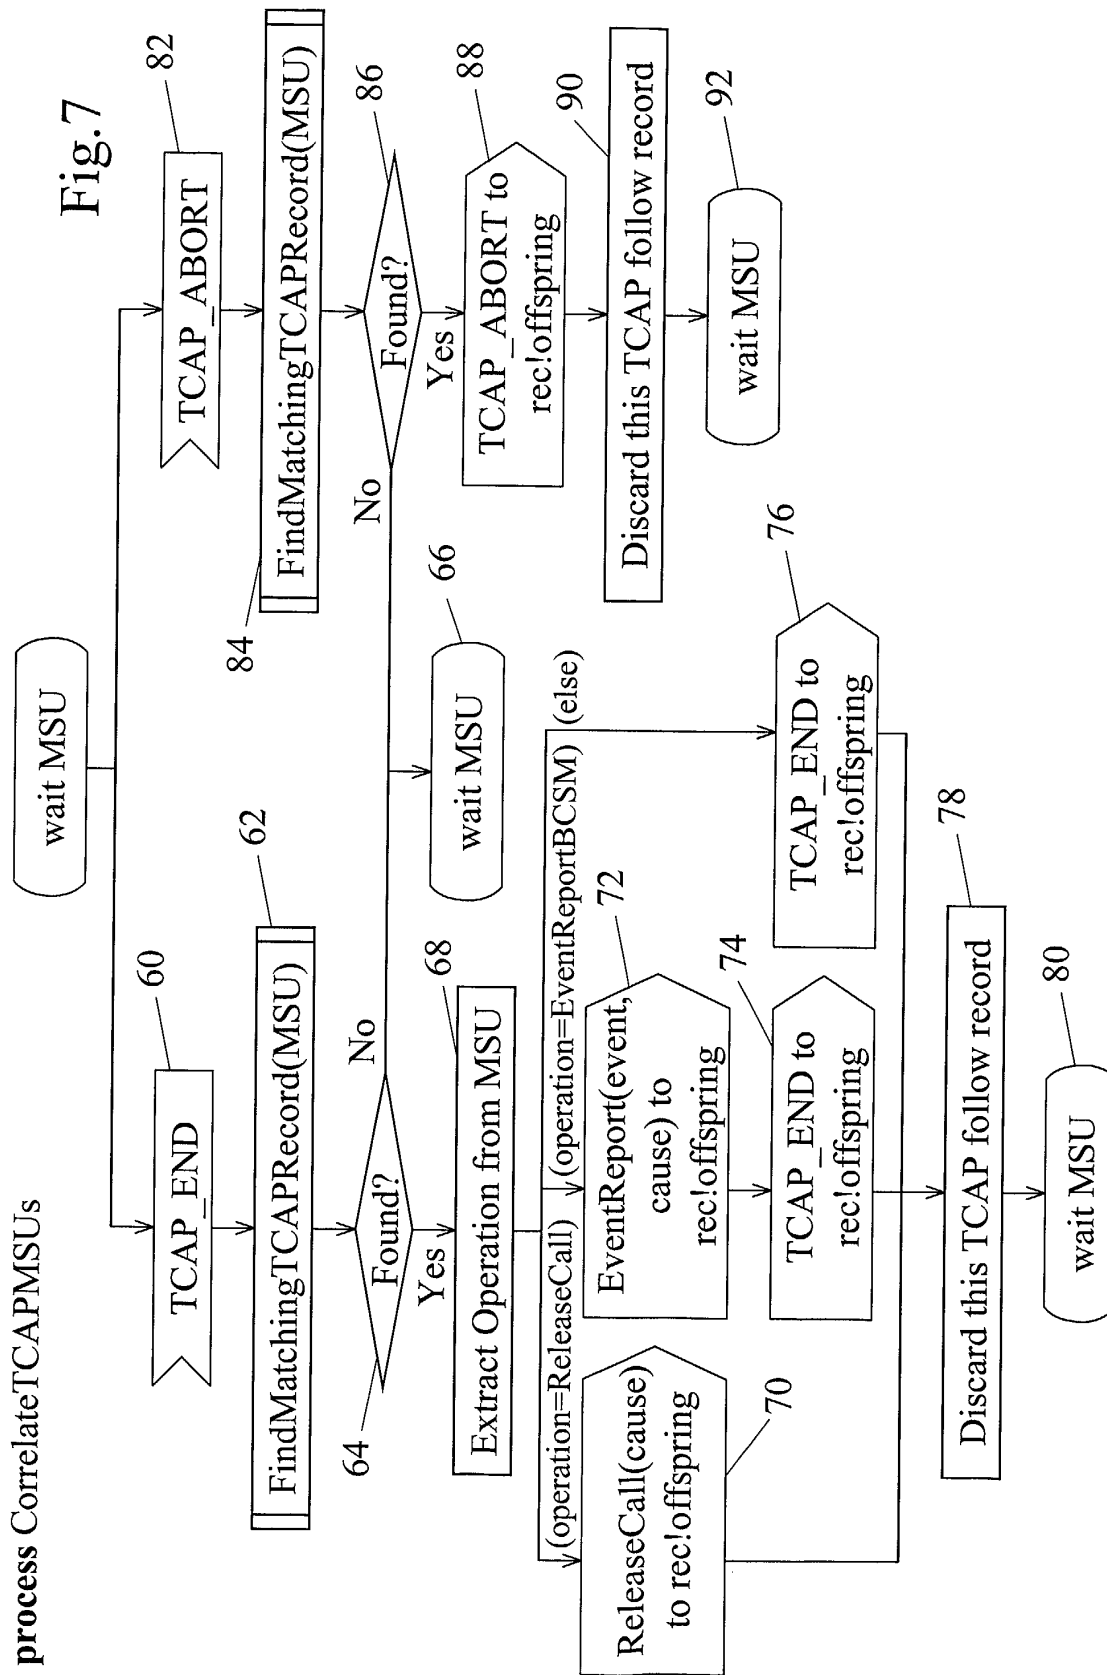 process CorrelateTCAPMSUs
Fig.7
wait MSU
60
TCAP_END
82
TCAP_ABORT
62
FindMatchingTCAPRecord(MSU)
84
FindMatchingTCAPRecord(MSU)
64
Found?
No
Yes
86
Found?
No
Yes
66
wait MSU
68
Extract Operation from MSU
88
TCAP_ABORT to
rec!offspring
(operation=ReleaseCall)
(operation=EventReportBCSM)
(else)
90
Discard this TCAP follow record
70
ReleaseCall(cause)
to rec!offspring
72
EventReport(event,
cause) to
rec!offspring
92
wait MSU
74
TCAP_END to
rec!offspring
76
TCAP_END to
rec!offspring
78
Discard this TCAP follow record
80
wait MSU